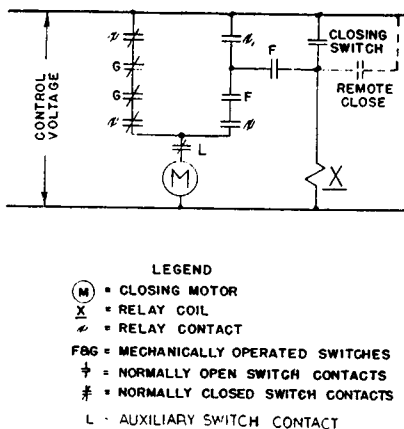 CONTROL VOLTAGE
G
G
F
F
CLOSING SWITCH
REMOTE CLOSE
L
M
X
LEGEND
M = CLOSING MOTOR
X = RELAY COIL
= RELAY CONTACT
F&G = MECHANICALLY OPERATED SWITCHES
= NORMALLY OPEN SWITCH CONTACTS
= NORMALLY CLOSED SWITCH CONTACTS
L - AUXILIARY SWITCH CONTACT